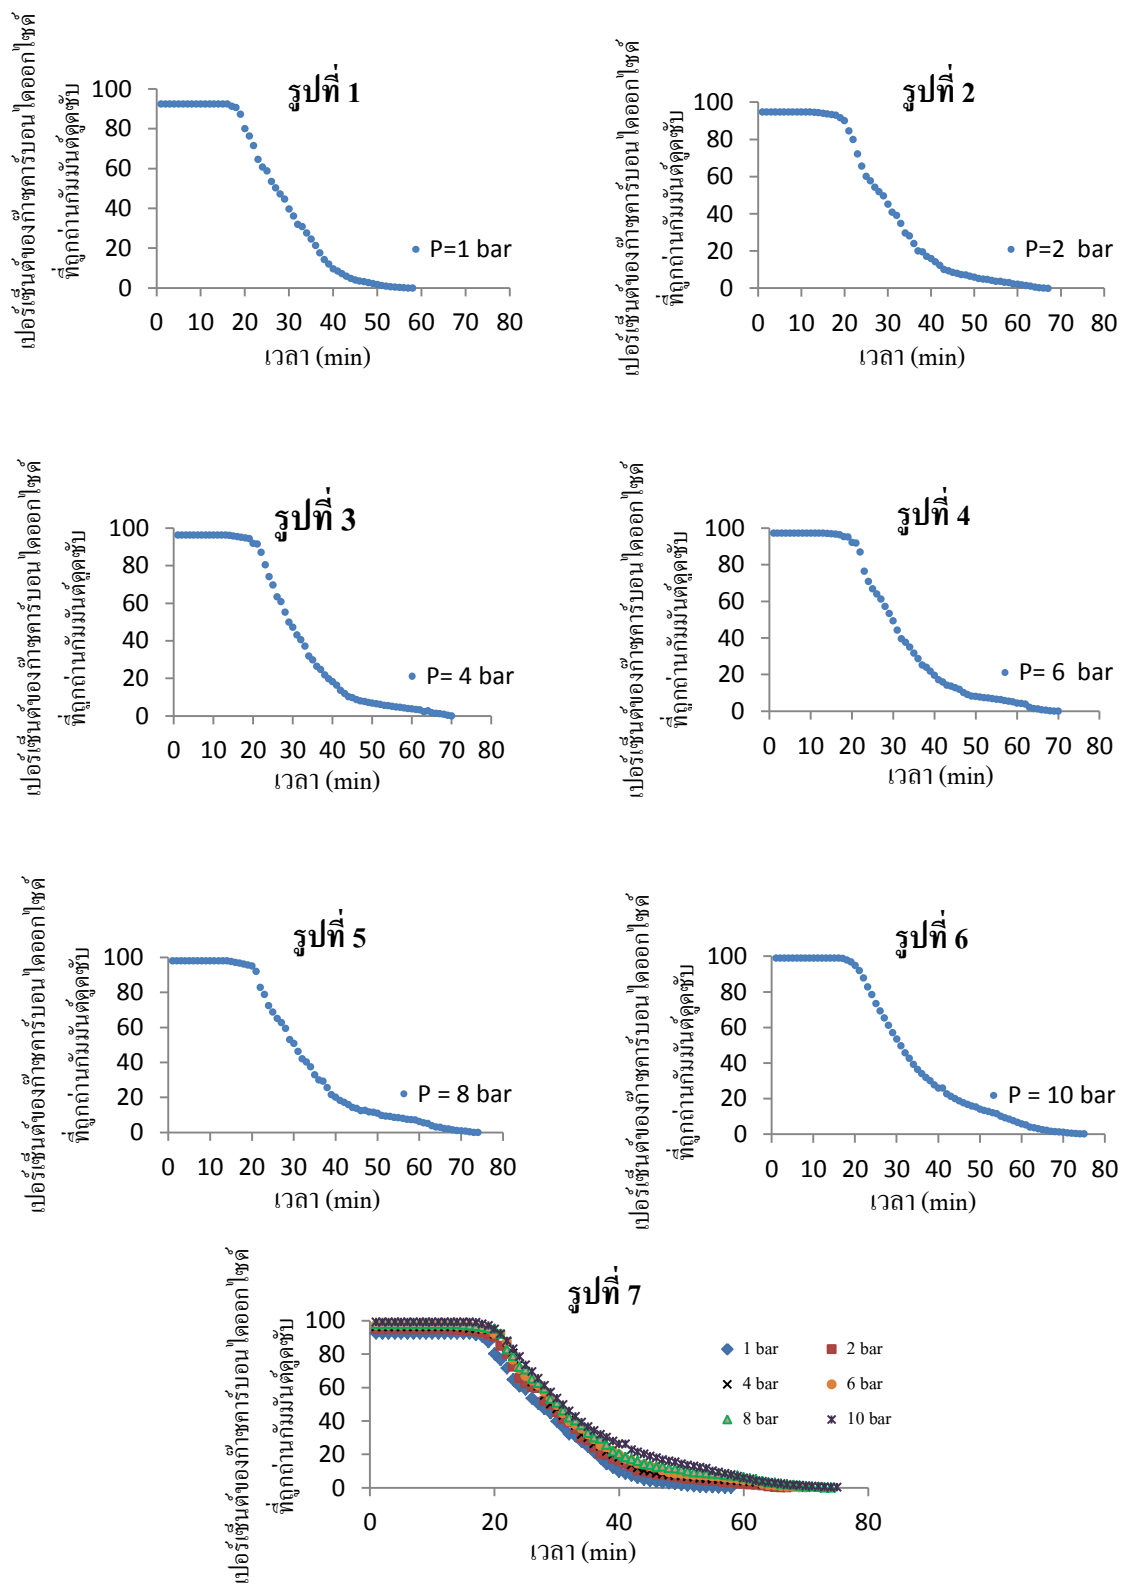 รูปที่ 1
เปอร์เซ็นต์ของก๊าซคาร์บอนไดออกไซด์
ที่ถูกถ่านกัมมันต์ดูดซับ
100
80
60
40
20
0
P=1 bar
0 10 20 30 40 50 60 70 80
เวลา (min)
รูปที่ 2
เปอร์เซ็นต์ของก๊าซคาร์บอนไดออกไซด์
ที่ถูกถ่านกัมมันต์ดูดซับ
100
80
60
40
20
0
P=2 bar
0 10 20 30 40 50 60 70 80
เวลา (min)
รูปที่ 3
เปอร์เซ็นต์ของก๊าซคาร์บอนไดออกไซด์
ที่ถูกถ่านกัมมันต์ดูดซับ
100
80
60
40
20
0
P= 4 bar
0 10 20 30 40 50 60 70 80
เวลา (min)
รูปที่ 4
เปอร์เซ็นต์ของก๊าซคาร์บอนไดออกไซด์
ที่ถูกถ่านกัมมันต์ดูดซับ
100
80
60
40
20
0
P= 6 bar
0 10 20 30 40 50 60 70 80
เวลา (min)
รูปที่ 5
เปอร์เซ็นต์ของก๊าซคาร์บอนไดออกไซด์
ที่ถูกถ่านกัมมันต์ดูดซับ
100
80
60
40
20
0
P = 8 bar
0 10 20 30 40 50 60 70 80
เวลา (min)
รูปที่ 6
เปอร์เซ็นต์ของก๊าซคาร์บอนไดออกไซด์
ที่ถูกถ่านกัมมันต์ดูดซับ
100
80
60
40
20
0
P = 10 bar
0 10 20 30 40 50 60 70 80
เวลา (min)
รูปที่ 7
เปอร์เซ็นต์ของก๊าซคาร์บอนไดออกไซด์
ที่ถูกถ่านกัมมันต์ดูดซับ
100
80
60
40
20
0
1 bar 2 bar
4 bar 6 bar
8 bar 10 bar
0 20 40 60 80
เวลา (min)